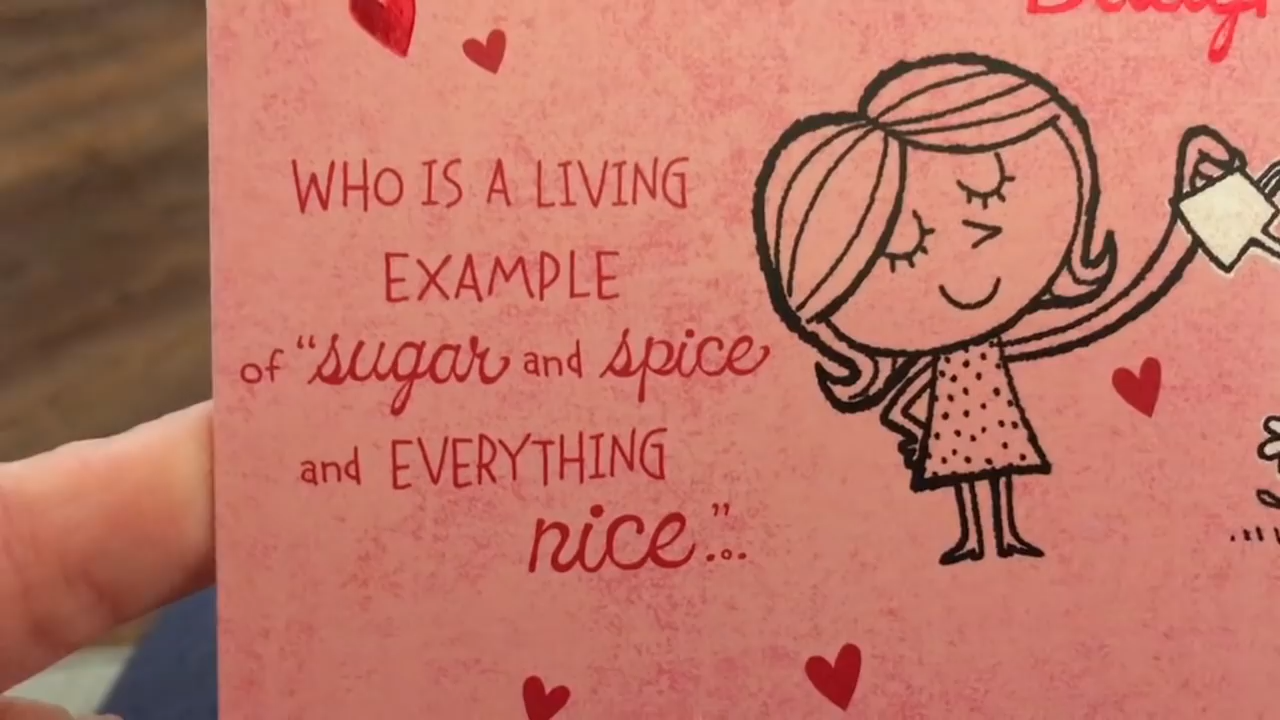 WHO IS A LIVING
EXAMPLE
of “sugar and spice
and EVERYTHING
nice”...